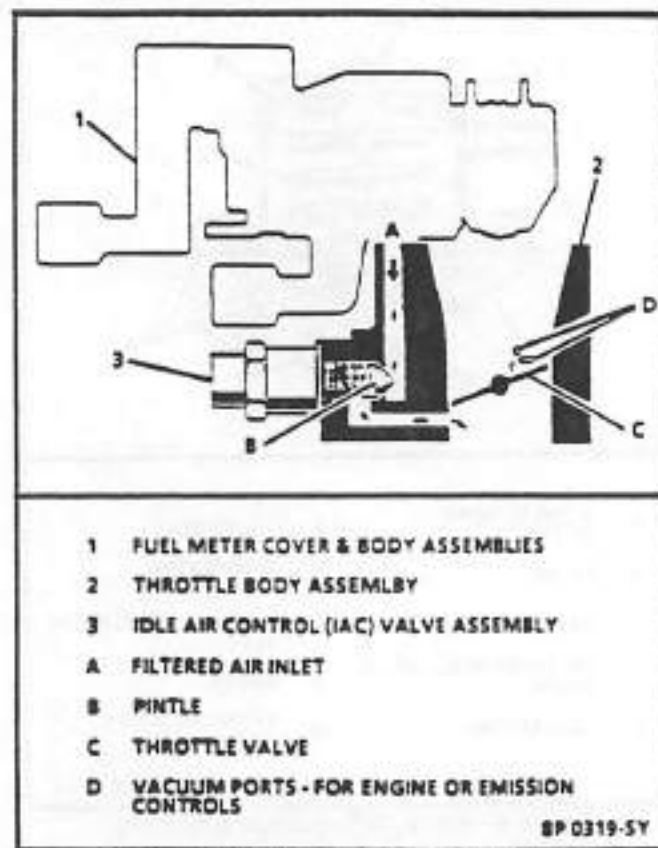 1
A
2
D
3
B
C
1 FUEL METER COVER & BODY ASSEMBLIES
2 THROTTLE BODY ASSEMLBY
3 IDLE AIR CONTROL (IAC) VALVE ASSEMBLY
A FILTERED AIR INLET
B PINTLE
C THROTTLE VALVE
D VACUUM PORTS - FOR ENGINE OR EMISSION
CONTROLS
8P 0319-SY